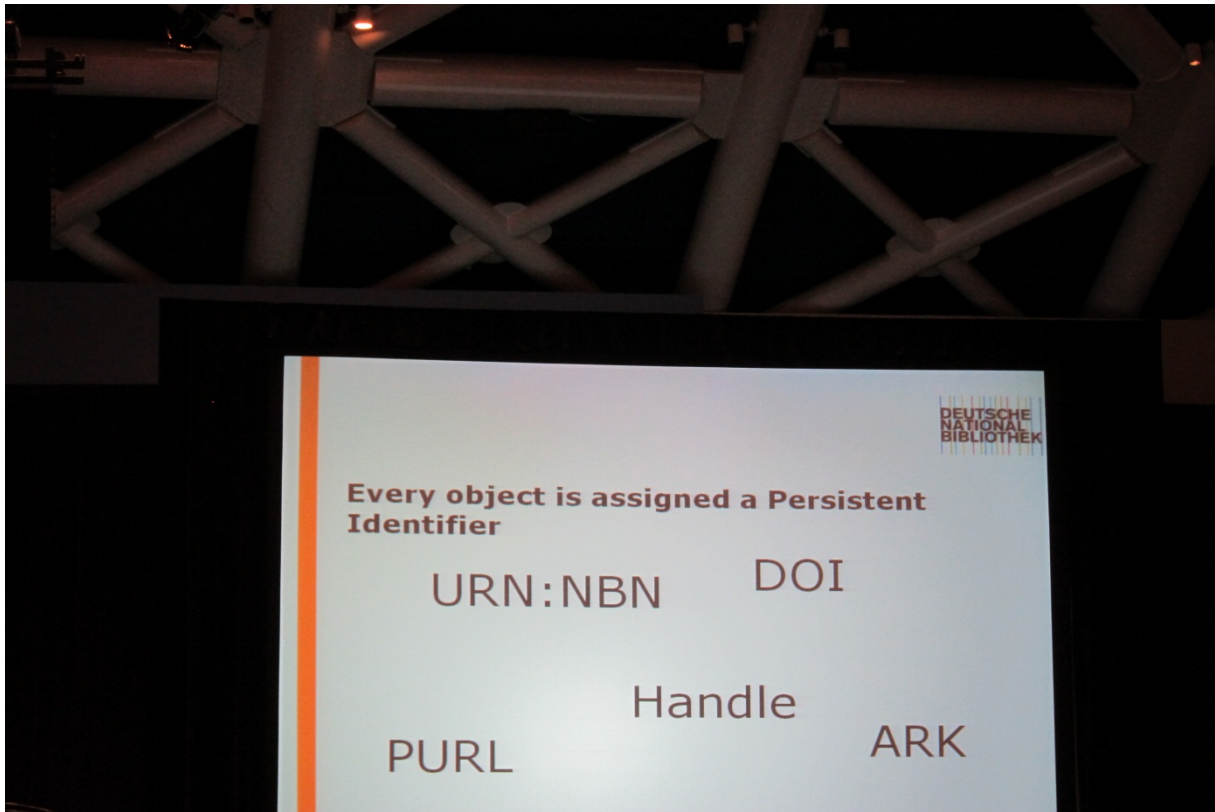 DEUTSCHE
NATIONAL
BIBLIOTHEK
Every object is assigned a Persistent
Identifier
URN:NBN
DOI
Handle
PURL
ARK